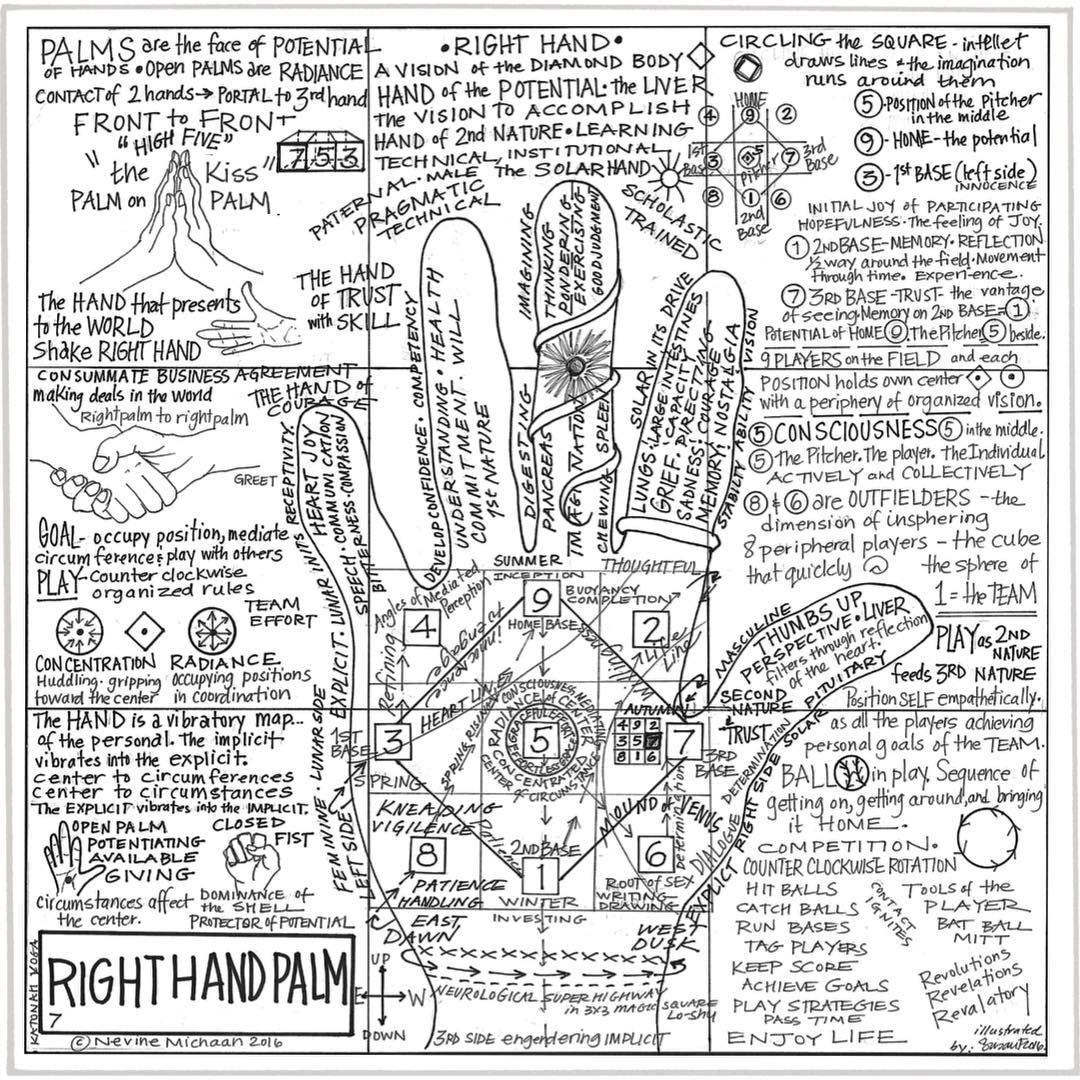 PALMS are the face of POTENTIAL
OF HANDS • OPEN PALMS are RADIANCE
CONTACT of 2 hands → PORTAL to 3rd hand
FRONT to FRONT
"HIGH FIVE"
7 5 3
"the Kiss"
PALM on PALM
The HAND that presents
to the WORLD
Shake RIGHT HAND
• RIGHT HAND •
A VISION of the DIAMOND BODY
HAND of the POTENTIAL: the LIVER
The VISION TO ACCOMPLISH
HAND of 2nd NATURE • LEARNING
TECHNICAL, INSTITUTIONAL
The SOLAR HAND
PATERNAL • MALE
PRAGMATIC
TECHNICAL
SCHOLASTIC
TRAINED
THE HAND
OF TRUST
with SKILL
CIRCLING the SQUARE - intellet
draws lines & the imagination
runs around them
HOME
4 9 2
1st Base
3 5 7
Pitcher
3rd Base
8 1 6
2nd Base
5 - POSITION of the Pitcher
in the middle
9 - HOME - the potential
3 - 1ST BASE (left side)
INNOCENCE
INITIAL JOY of PARTICIPATING
HOPEFULNESS • The feeling of JOY.
1 2ND BASE - MEMORY • REFLECTION
½ way around the field • Movement
through time. Experience.
7 3RD BASE - TRUST - the vantage
of seeing Memory on 2ND BASE = 1
POTENTIAL of HOME 9 The Pitcher 5 beside.
9 PLAYERS on the FIELD and each
POSITION holds own center
with a periphery of organized vision.
5 CONSCIOUSNESS 5 in the middle.
5 The Pitcher. The player. The Individual
ACTIVELY and COLLECTIVELY
8 & 6 are OUTFIELDERS - the
dimension of insphering
8 peripheral players - the cube
that quickly the sphere of
1 = the TEAM
CONSUMMATE BUSINESS AGREEMENT
making deals in the world
Right palm to right palm
GREET
THE HAND of
COURAGE
GOAL - occupy position, mediate
circumference; play with others
PLAY - counter clockwise
organized rules
TEAM
EFFORT
CONCENTRATION
Huddling • gripping
toward the center
RADIANCE
occupying positions
in coordination
RECEPTIVITY
HEART JOY
SPEECH • COMMUNICATION
BITTERNESS • COMPASSION
EXPLICIT • LUNAR IN ITS
FEMININE • LUNAR SIDE
LEFT SIDE
DEVELOP CONFIDENCE • COMPETENCY
UNDERSTANDING • HEALTH
COMMITMENT • WILL
1ST NATURE
IMAGINING
THINKING
PONDERING
EXERCISING
GOOD JUDGMENT
DIGESTING
PANCREAS
IMAGINATION
CHEWING SPLEEN
SOLAR IN ITS DRIVE
LUNGS • LARGE INTESTINES
GRIEF • CAPACITY
SADNESS! DIRECTING
MEMORY! COURAGE
NOSTALGIA
STABILITY ABILITY VISION
MASCULINE
THUMBS UP
PERSPECTIVE • LIVER
filters through reflection
of the heart.
SOLAR PITUITARY
SECOND
NATURE
TRUST
PLAY as 2ND
NATURE
feeds 3RD NATURE
Position SELF empathetically.
as all the players achieving
personal goals of the TEAM.
BALL in play. Sequence of
getting on, getting around, and bringing
it HOME.
COMPETITION.
COUNTER CLOCKWISE ROTATION
HIT BALLS
CATCH BALLS
RUN BASES
TAG PLAYERS
KEEP SCORE
ACHIEVE GOALS
PLAY STRATEGIES
PASS TIME
ENJOY LIFE
CONTACT
IGNITES
TOOLS of the
PLAYER
BAT BALL
MITT
Revolutions
Revelations
Revalatory
SUMMER
INCEPTION
THOUGHTFUL
Angles of Mediated
Perception
4
9
HOME BASE
BUOYANCY
COMPLETION
2
Refining
Life
Line
HEART LINES
1ST
BASE
3
SPRING
RADIANCE of CENTER
5
CONCENTRATED
CENTER of CIRCUMSTANCE
AUTUMN
4 9 2
3 5 7
8 1 6
7
3RD
BASE
KNEADING
VIGILENCE
8
PATIENCE
HANDLING
2ND BASE
1
WINTER
INVESTING
MOUND of VENUS
6
Determination
ROOT of SEX
WRITING
DRAWING
DIALOGUE DETERMINATION
EXPLICIT RIGHT SIDE
EAST
DAWN
WEST
DUSK
UP
E W
DOWN
NEUROLOGICAL SUPERHIGHWAY
in 3X3 MAGIC SQUARE
Lo-shu
3RD SIDE engendering IMPLICIT
The HAND is a vibratory map...
of the personal. The implicit
vibrates into the explicit.
center to circumferences
center to circumstances
The EXPLICIT vibrates into the IMPLICIT.
OPEN PALM
POTENTIATING
AVAILABLE
GIVING
CLOSED
FIST
circumstances affect
the center.
DOMINANCE of
the SHELL
PROTECTOR of POTENTIAL
KATONAH YOGA
RIGHT HAND PALM
7
© Nevine Michaan 2016
illustrated
by: